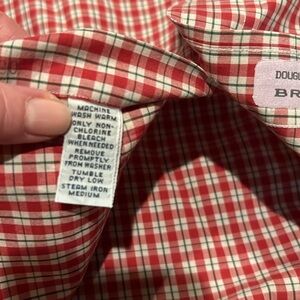 MACHINE
WASH WARM
ONLY NON-
CHLORINE
BLEACH
WHEN NEEDED
REMOVE
PROMPTLY
FROM WASHER
TUMBLE
DRY LOW
STEAM IRON
MEDIUM
DOUG
BR